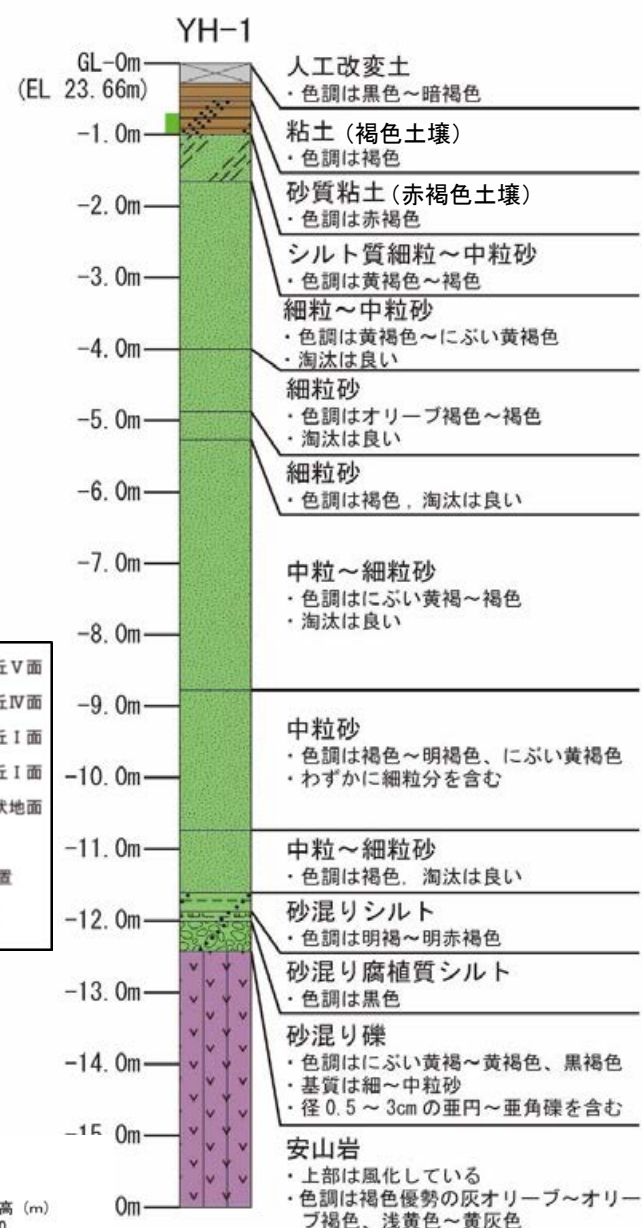 YH-1
GL-0m
(EL 23.66m)
-1.0m
-2.0m
-3.0m
-4.0m
-5.0m
-6.0m
-7.0m
-8.0m
-9.0m
-10.0m
-11.0m
-12.0m
-13.0m
-14.0m
-15.0m
0m
人工改変土
・色調は黒色～暗褐色
粘土(褐色土壌)
・色調は褐色
砂質粘土(赤褐色土壌)
・色調は赤褐色
シルト質細粒～中粒砂
・色調は黄褐色～褐色
細粒～中粒砂
・色調は黄褐色～にぶい黄褐色
・淘汰は良い
細粒砂
・色調はオリーブ褐色～褐色
・淘汰は良い
細粒砂
・色調は褐色，淘汰は良い
中粒～細粒砂
・色調はにぶい黄褐～褐色
・淘汰は良い
中粒砂
・色調は褐色～明褐色、にぶい黄褐色
・わずかに細粒分を含む
中粒～細粒砂
・色調は褐色，淘汰は良い
砂混りシルト
・色調は明褐～明赤褐色
砂混り腐植質シルト
・色調は黒色
砂混り礫
・色調はにぶい黄褐～黄褐色、黒褐色
・基質は細～中粒砂
・径0.5～3cmの亜円～亜角礫を含む
安山岩
・上部は風化している
・色調は褐色優勢の灰オリーブ～オリー
ブ褐色、浅黄色～黄灰色
丘Ⅴ面
丘Ⅳ面
丘Ⅰ面
丘Ⅰ面
状地面
置
高 (m)